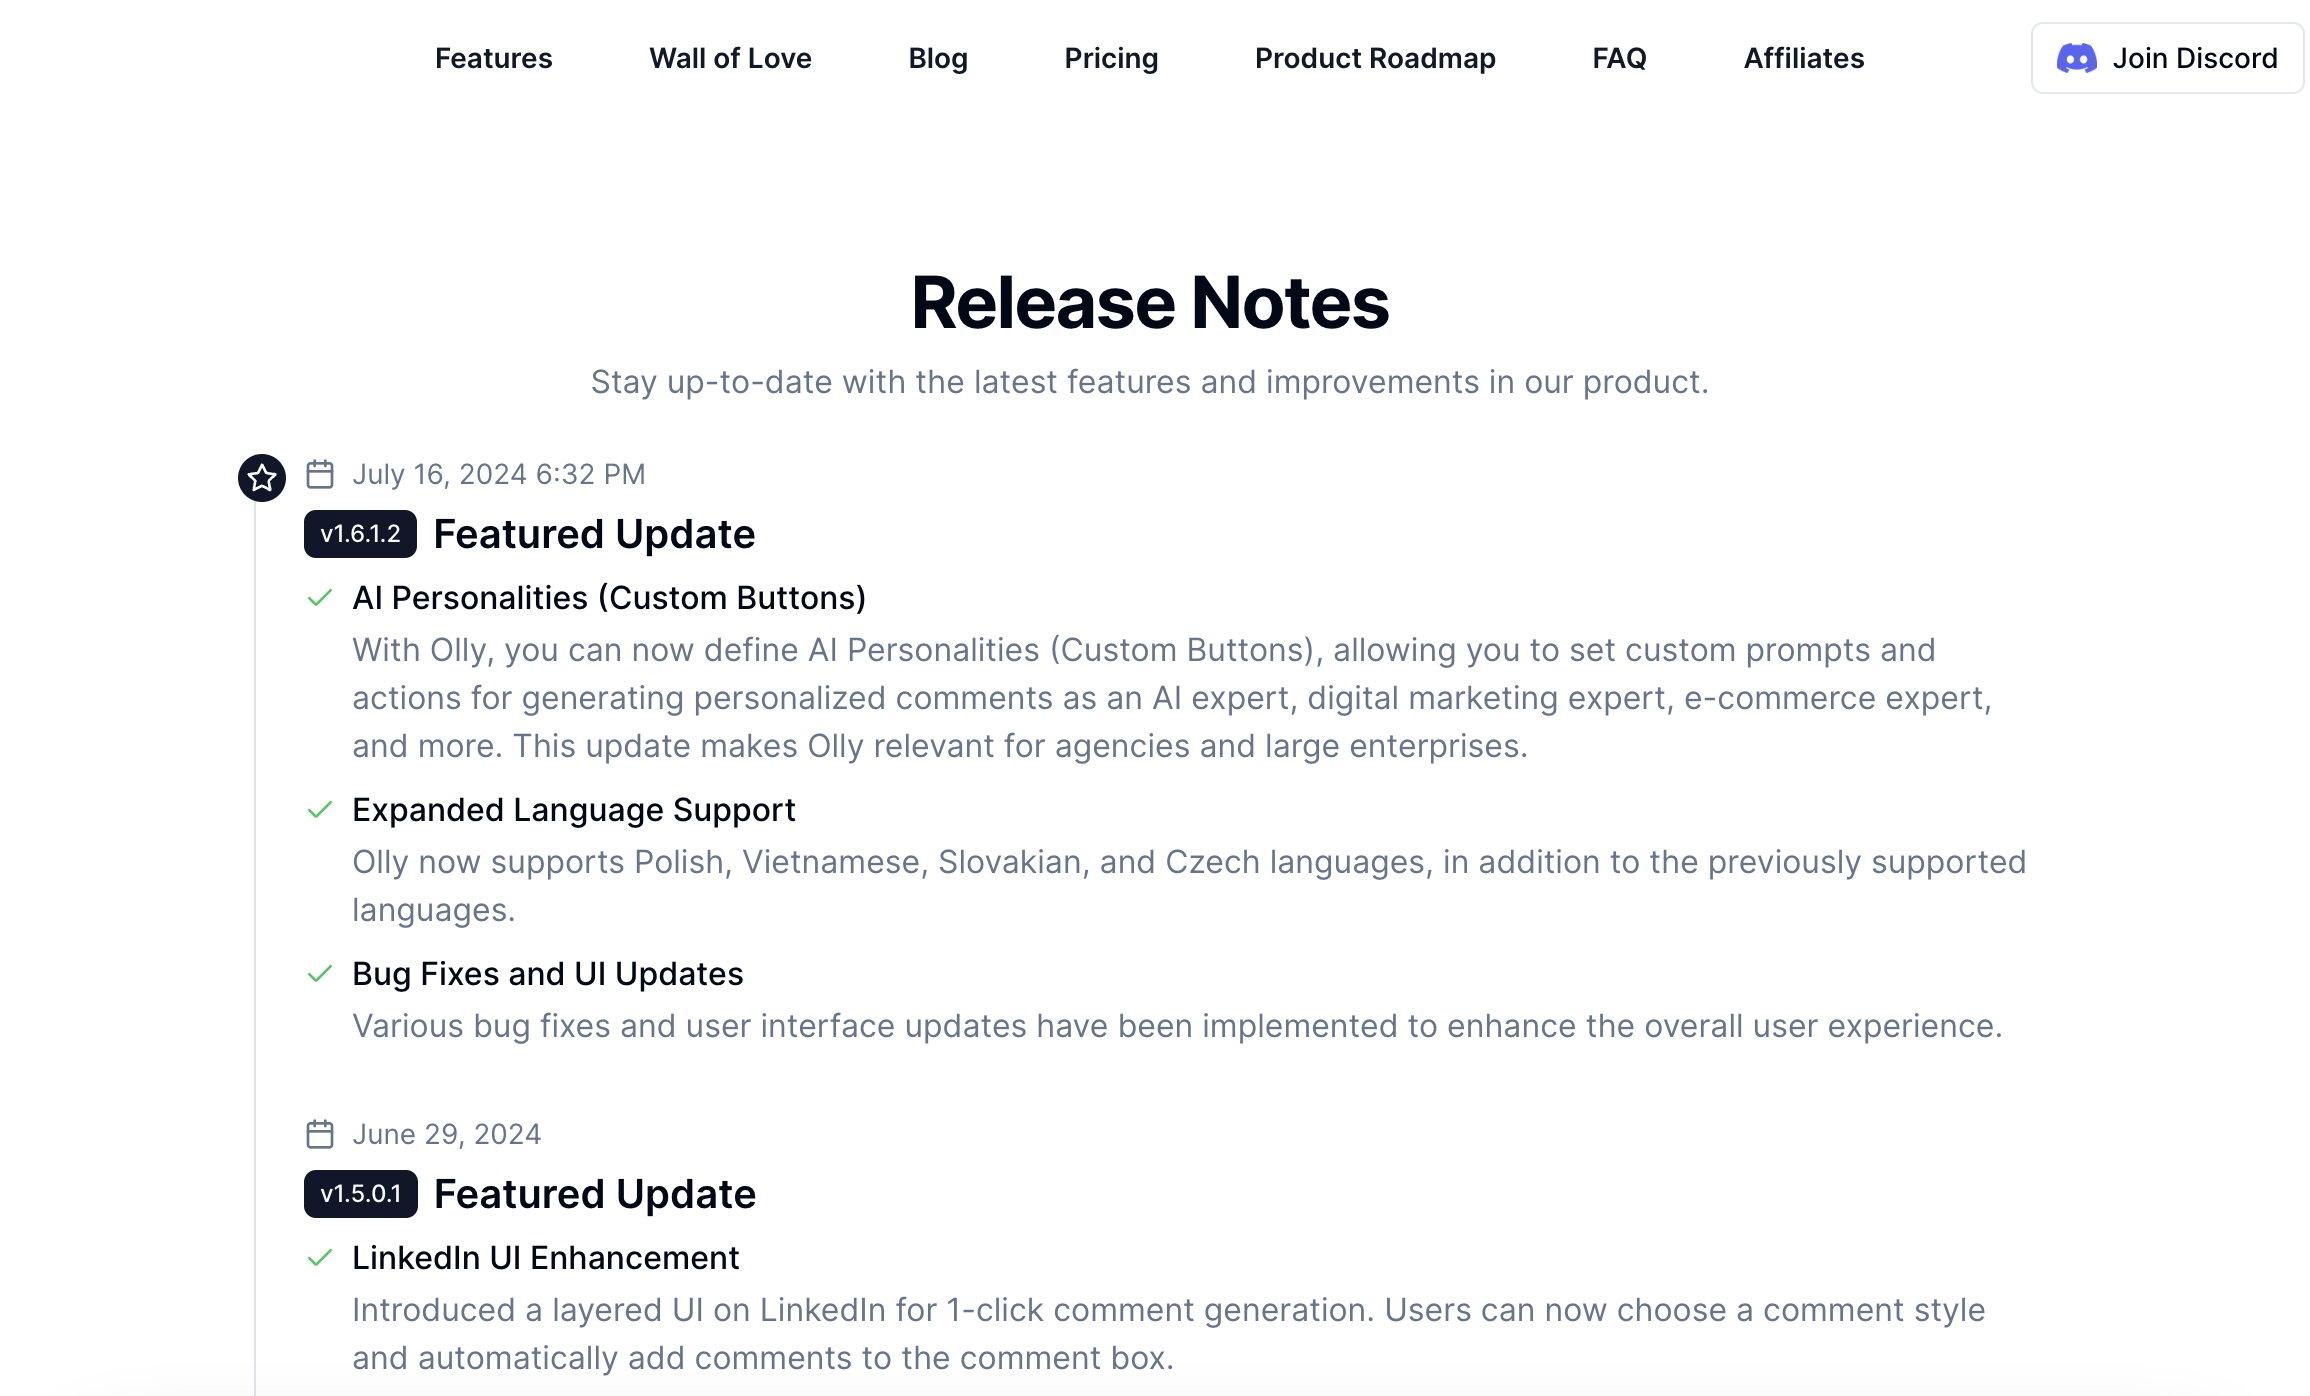 Features Wall of Love Blog Pricing Product Roadmap FAQ Affiliates Join Discord
Release Notes
Stay up-to-date with the latest features and improvements in our product.
July 16, 2024 6:32 PM
v1.6.1.2 Featured Update
AI Personalities (Custom Buttons)
With Olly, you can now define AI Personalities (Custom Buttons), allowing you to set custom prompts and
actions for generating personalized comments as an AI expert, digital marketing expert, e-commerce expert,
and more. This update makes Olly relevant for agencies and large enterprises.
Expanded Language Support
Olly now supports Polish, Vietnamese, Slovakian, and Czech languages, in addition to the previously supported
languages.
Bug Fixes and UI Updates
Various bug fixes and user interface updates have been implemented to enhance the overall user experience.
June 29, 2024
v1.5.0.1 Featured Update
LinkedIn UI Enhancement
Introduced a layered UI on LinkedIn for 1-click comment generation. Users can now choose a comment style
and automatically add comments to the comment box.